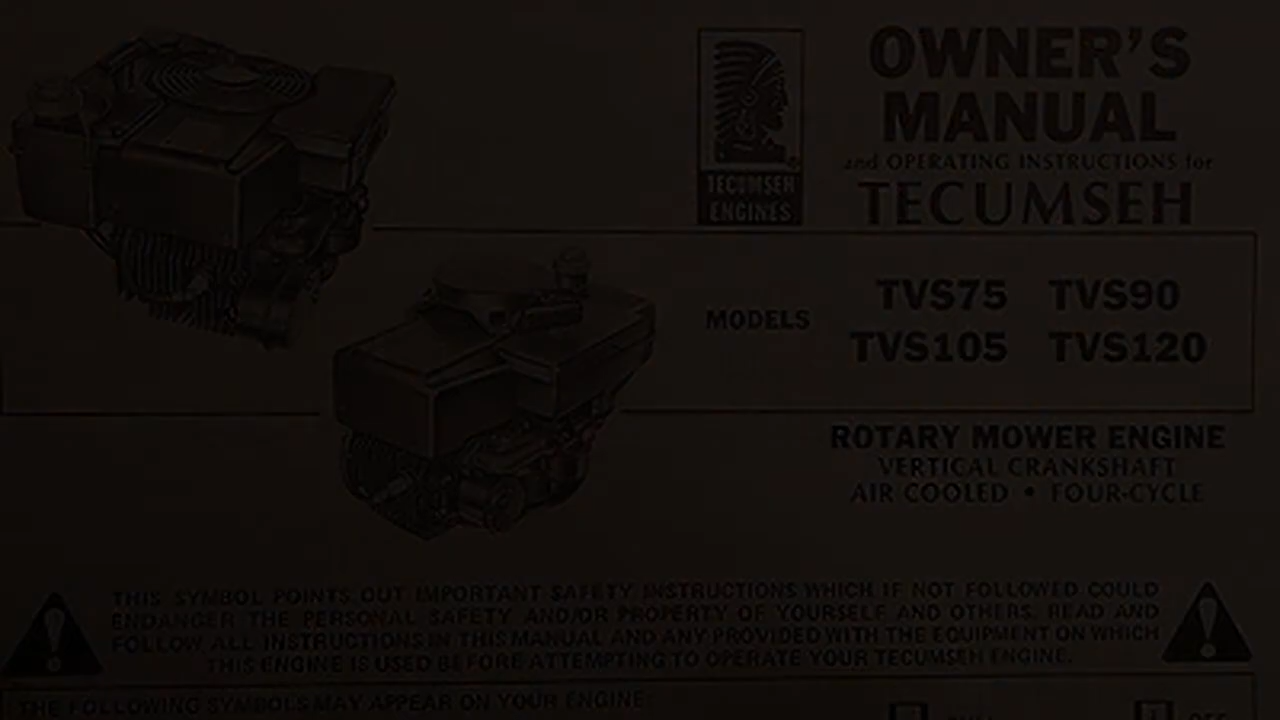 OWNER'S
MANUAL
and OPERATING INSTRUCTIONS for
TECUMSEH
TECUMSEH
ENGINES
MODELS
TVS75 TVS90
TVS105 TVS120
ROTARY MOWER ENGINE
VERTICAL CRANKSHAFT
AIR COOLED • FOUR-CYCLE
THIS SYMBOL POINTS OUT IMPORTANT SAFETY INSTRUCTIONS WHICH IF NOT FOLLOWED COULD
ENDANGER THE PERSONAL SAFETY AND/OR PROPERTY OF YOURSELF AND OTHERS. READ AND
FOLLOW ALL INSTRUCTIONS IN THIS MANUAL AND ANY PROVIDED WITH THE EQUIPMENT ON WHICH
THIS ENGINE IS USED BEFORE ATTEMPTING TO OPERATE YOUR TECUMSEH ENGINE.
THE FOLLOWING SYMBOLS MAY APPEAR ON YOUR ENGINE: